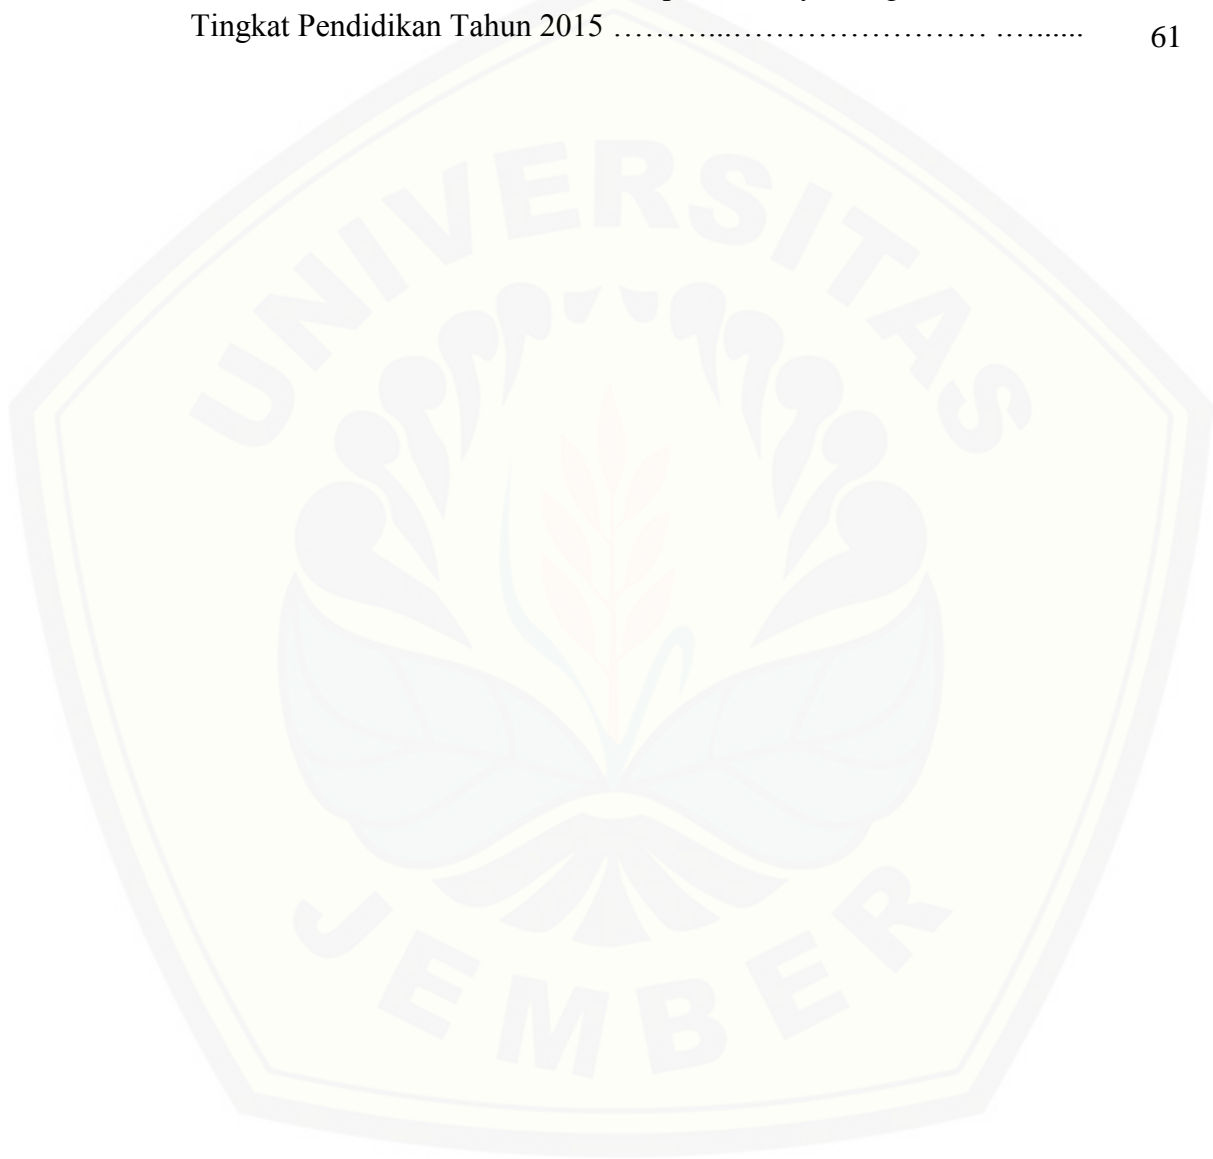 Tingkat Pendidikan Tahun 2015 ………...…………………… …......
61
UNIVERSITAS
JEMBER